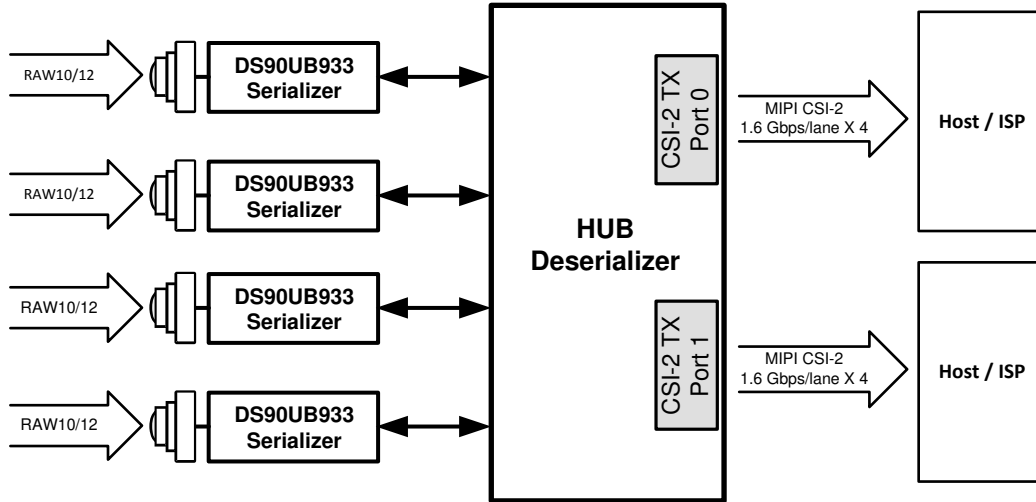 RAW10/12
DS90UB933
Serializer
RAW10/12
DS90UB933
Serializer
RAW10/12
DS90UB933
Serializer
RAW10/12
DS90UB933
Serializer
HUB
Deserializer
CSI-2 TX
Port 0
CSI-2 TX
Port 1
MIPI CSI-2
1.6 Gbps/lane X 4
MIPI CSI-2
1.6 Gbps/lane X 4
Host / ISP
Host / ISP